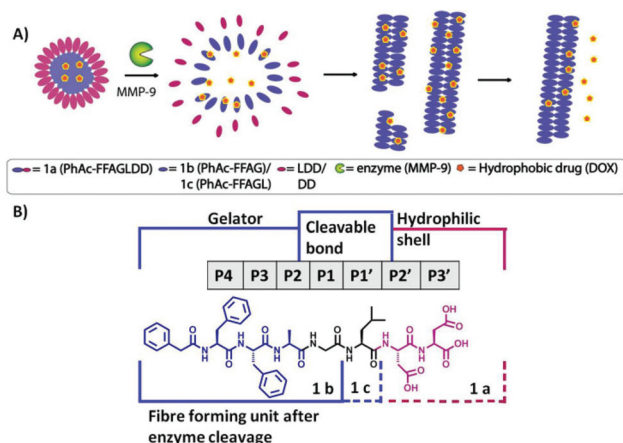 A)
MMP-9
= 1a (PhAc-FFAGLDD) = 1b (PhAc-FFAG)/ 1c (PhAc-FFAGL) = LDD/ DD = enzyme (MMP-9) = Hydrophobic drug (DOX)
B)
Gelator Cleavable bond Hydrophilic shell
P4 P3 P2 P1 P1’ P2’ P3’
O H N O N H O H N O N H O H N O N H O H N O OH O OH O OH
1 b 1 c 1 a
Fibre forming unit after
enzyme cleavage